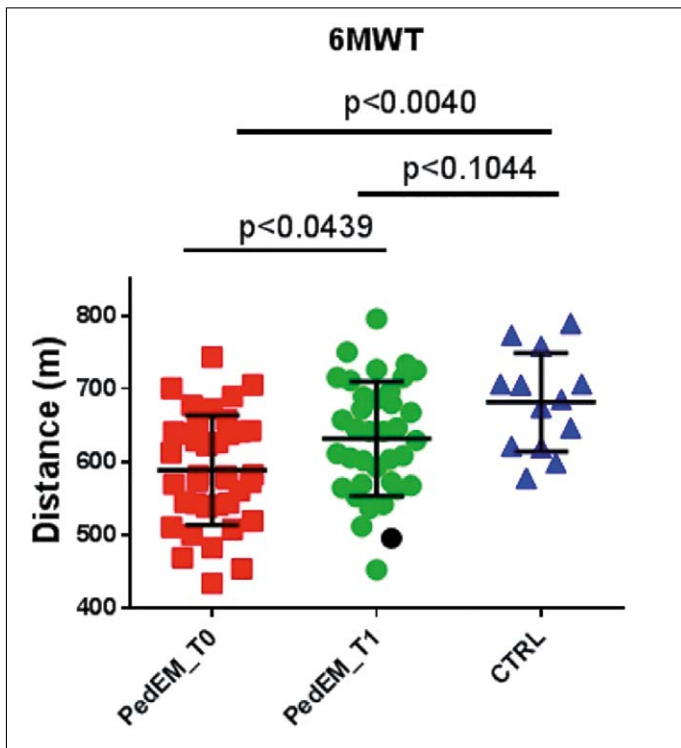 6MWT
p<0.0040
p<0.1044
p<0.0439
Distance (m)
800
700
600
500
400
PedEM_T0
PedEM_T1
CTRL